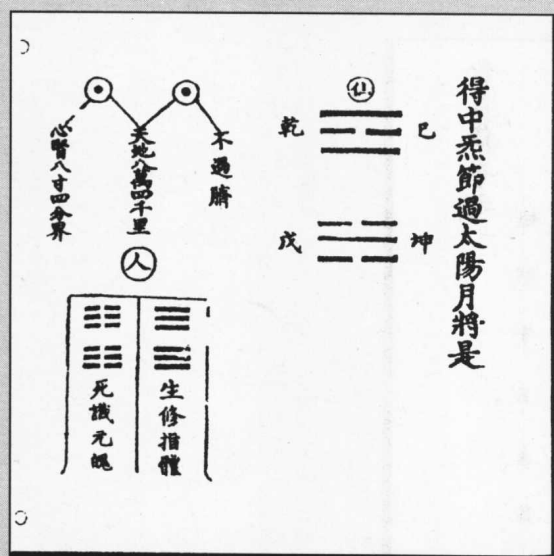 得中炁節過太陽月將是
仙
己
乾
坤
戊
不過臍
天地八萬四千里
心腎八寸四分界
人
生修指體
死識元魄